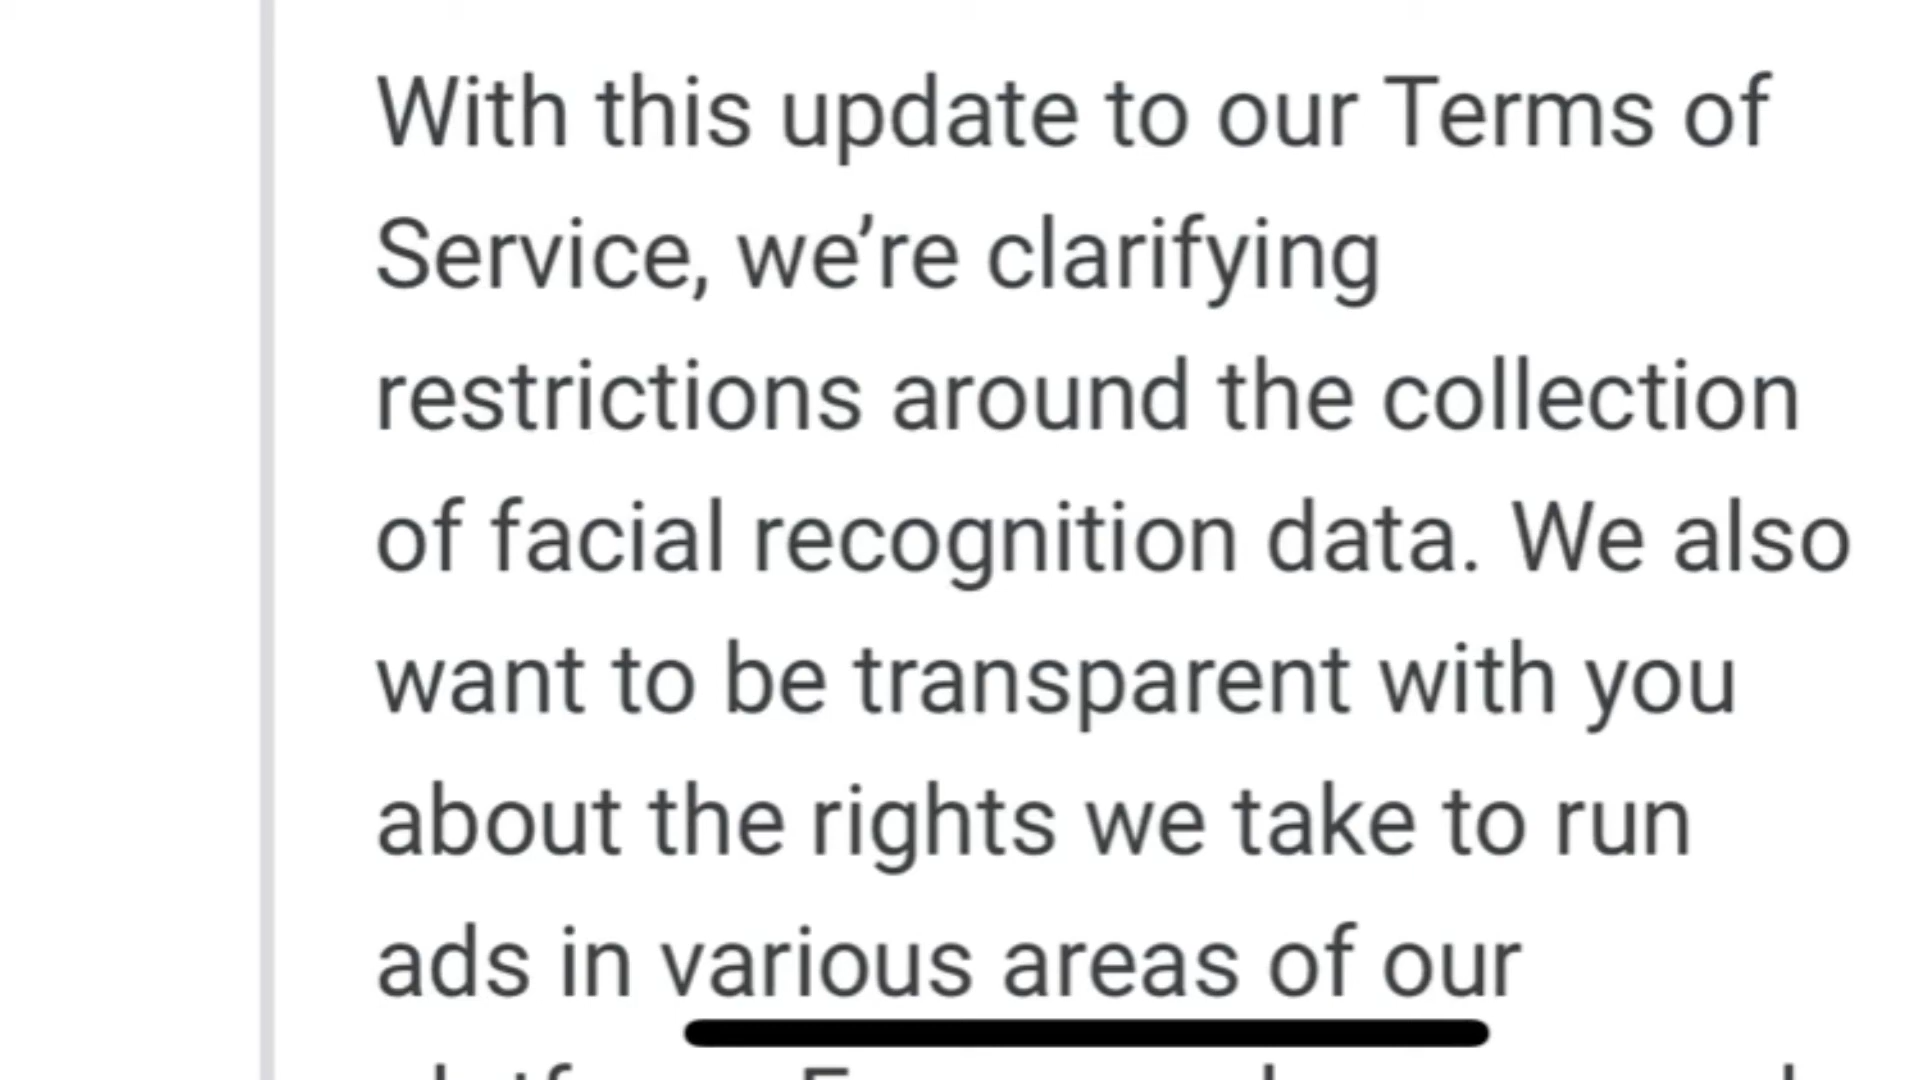 With this update to our Terms of
Service, we’re clarifying
restrictions around the collection
of facial recognition data. We also
want to be transparent with you
about the rights we take to run
ads in various areas of our